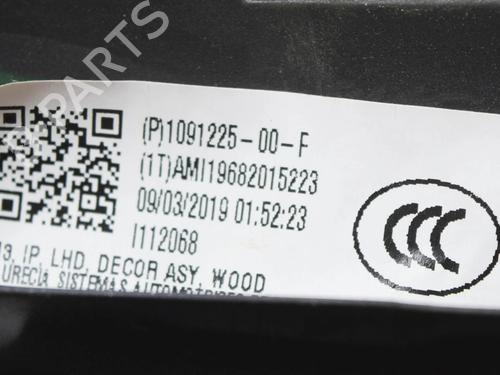 PARTS
(P)1091225-00-F
(1T)AMI19682015223
09/03/2019 01:52:23
I112068
IP, LHD, DECOR ASY, WOOD
URECIA SISTEMAS AUTOMOTRICES
CCC